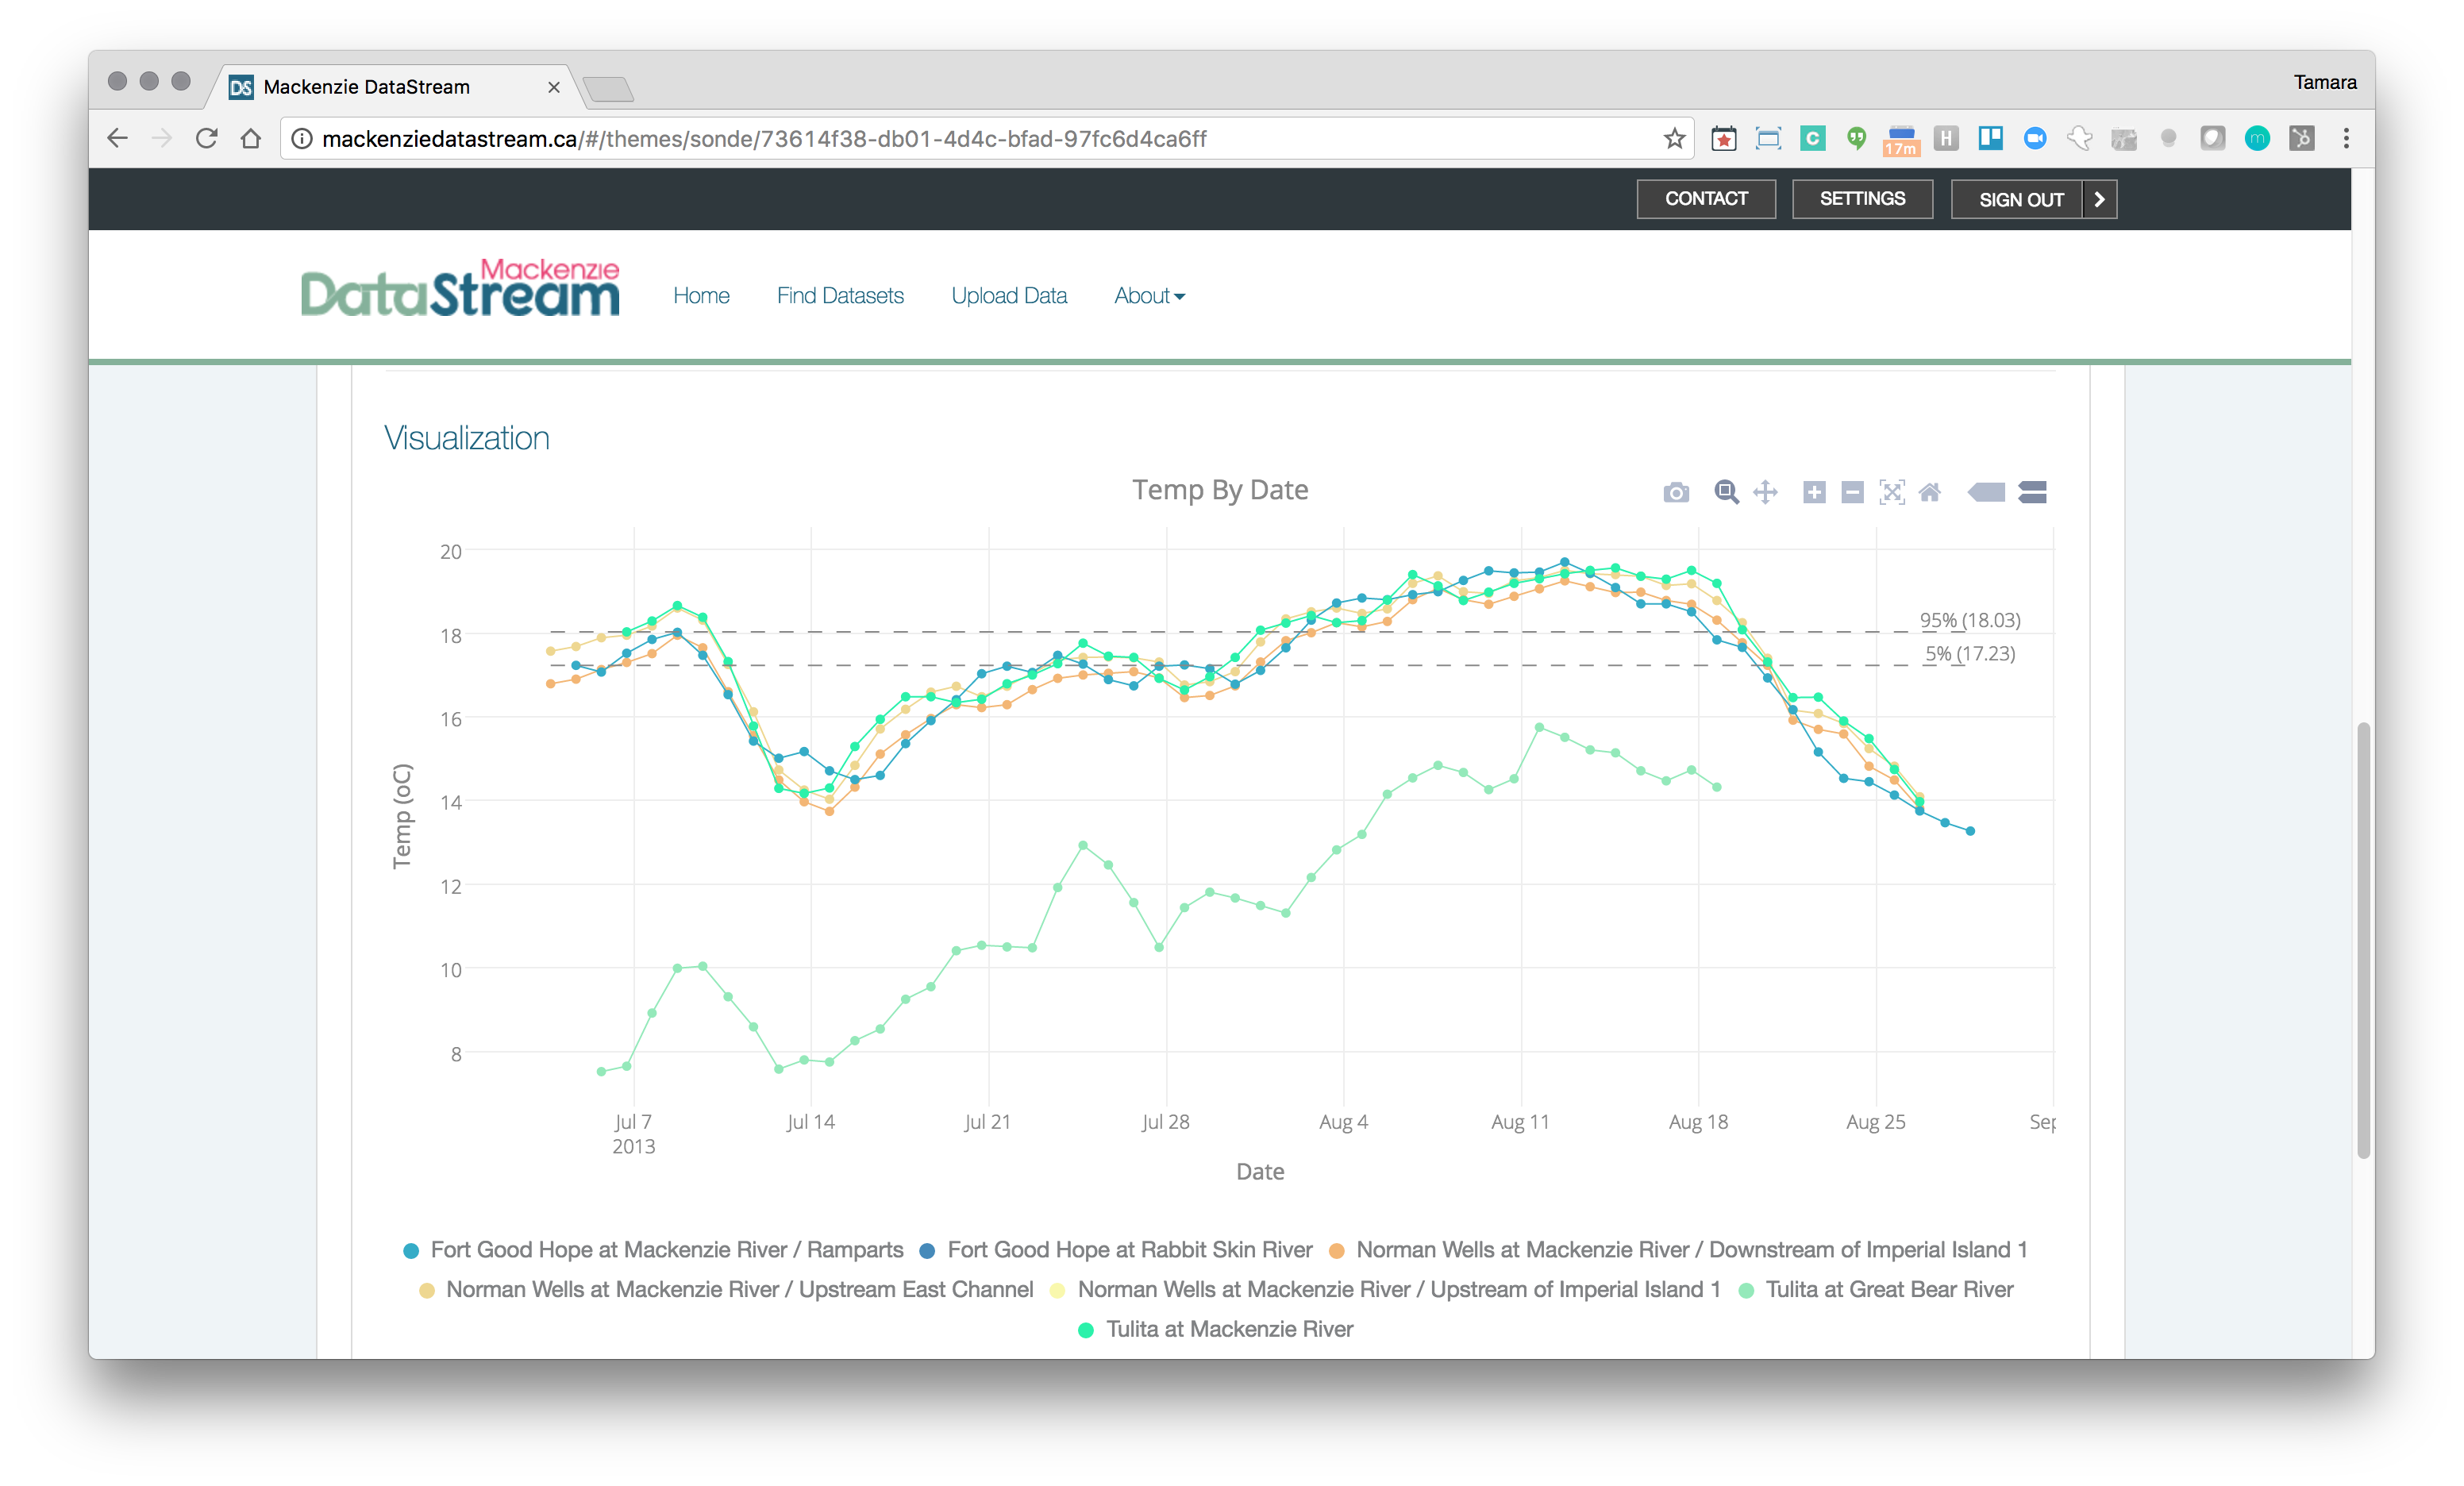 Mackenzie DataStream
Tamara
mackenziedatastream.ca/#/themes/sonde/73614f38-db01-4d4c-bfad-97fc6d4ca6ff
C
17m
H
m
CONTACT
SETTINGS
SIGN OUT
Mackenzie
DataStream
Home
Find Datasets
Upload Data
About
Visualization
Temp By Date
20
18
16
14
12
10
8
Temp (oC)
95% (18.03)
5% (17.23)
Jul 7
2013
Jul 14
Jul 21
Jul 28
Aug 4
Aug 11
Aug 18
Aug 25
Sep
Date
Fort Good Hope at Mackenzie River / Ramparts
Fort Good Hope at Rabbit Skin River
Norman Wells at Mackenzie River / Downstream of Imperial Island 1
Norman Wells at Mackenzie River / Upstream East Channel
Norman Wells at Mackenzie River / Upstream of Imperial Island 1
Tulita at Great Bear River
Tulita at Mackenzie River